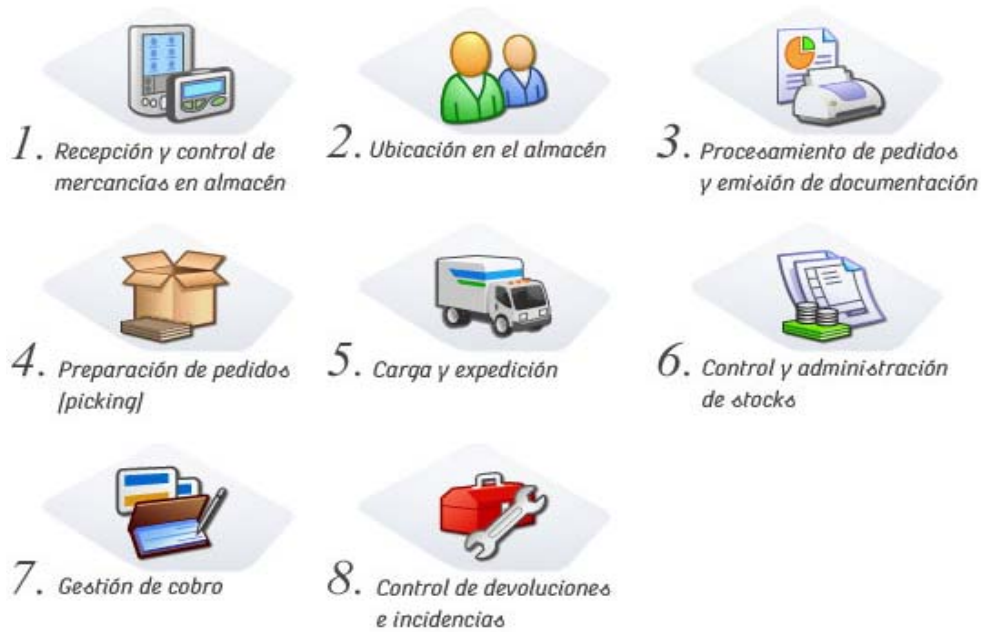 1. Recepción y control de
mercancías en almacén
2. Ubicación en el almacén
3. Procesamiento de pedidos
y emisión de documentación
4. Preparación de pedidos
(picking)
5. Carga y expedición
6. Control y administración
de stocks
7. Gestión de cobro
8. Control de devoluciones
e incidencias